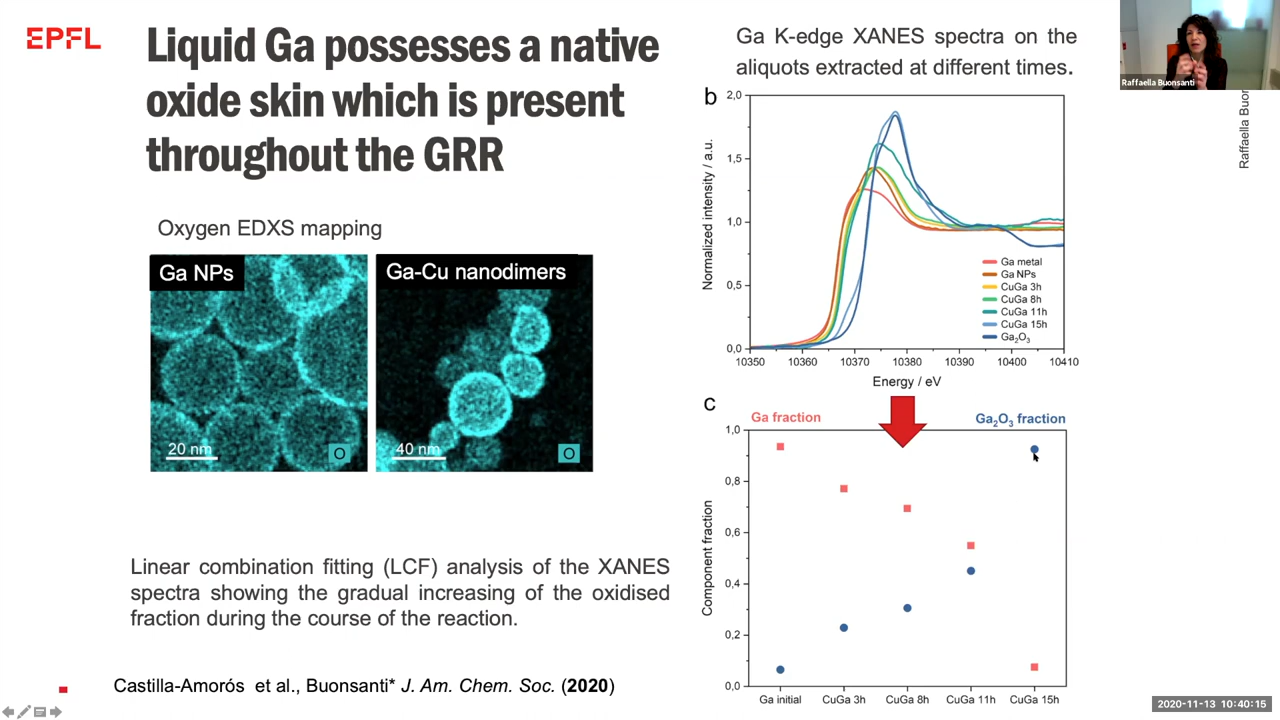 EPFL
Liquid Ga possesses a native
oxide skin which is present
throughout the GRR
Oxygen EDXS mapping
Ga NPs
20 nm
O
Ga-Cu nanodimers
40 nm
O
Linear combination fitting (LCF) analysis of the XANES
spectra showing the gradual increasing of the oxidised
fraction during the course of the reaction.
Castilla-Amorós et al., Buonsanti* J. Am. Chem. Soc. (2020)
Ga K-edge XANES spectra on the
aliquots extracted at different times.
b
Normalized intensity / a.u.
2,0
1,5
1,0
0,5
0,0
Ga metal
Ga NPs
CuGa 3h
CuGa 8h
CuGa 11h
CuGa 15h
Ga₂O₃
10350 10360 10370 10380 10390 10400 10410
Energy / eV
c
Ga fraction
Ga₂O₃ fraction
Component fraction
1,0
0,8
0,6
0,4
0,2
0,0
Ga initial CuGa 3h CuGa 8h CuGa 11h CuGa 15h
Raffaella Buonsanti
Raffaella Buon
2020-11-13 10:40:15